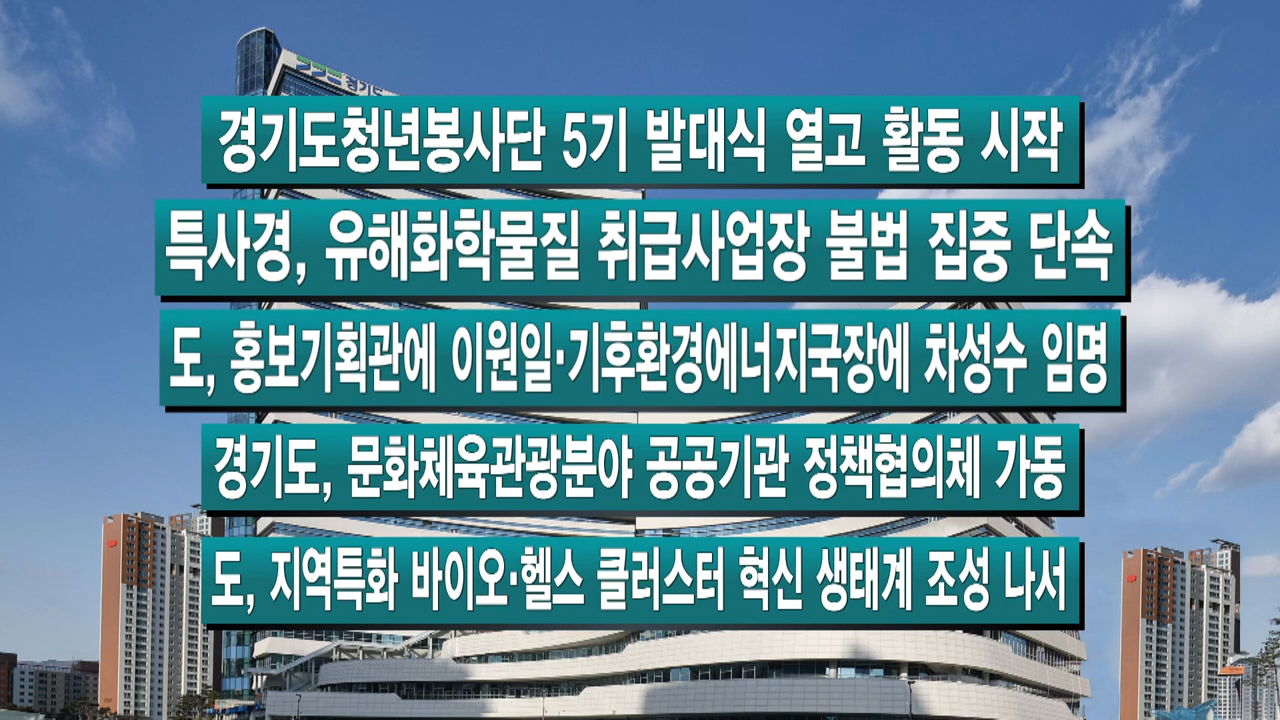 경기도
경기도청년봉사단 5기 발대식 열고 활동 시작
특사경, 유해화학물질 취급사업장 불법 집중 단속
도, 홍보기획관에 이원일·기후환경에너지국장에 차성수 임명
경기도, 문화체육관광분야 공공기관 정책협의체 가동
도, 지역특화 바이오·헬스 클러스터 혁신 생태계 조성 나서